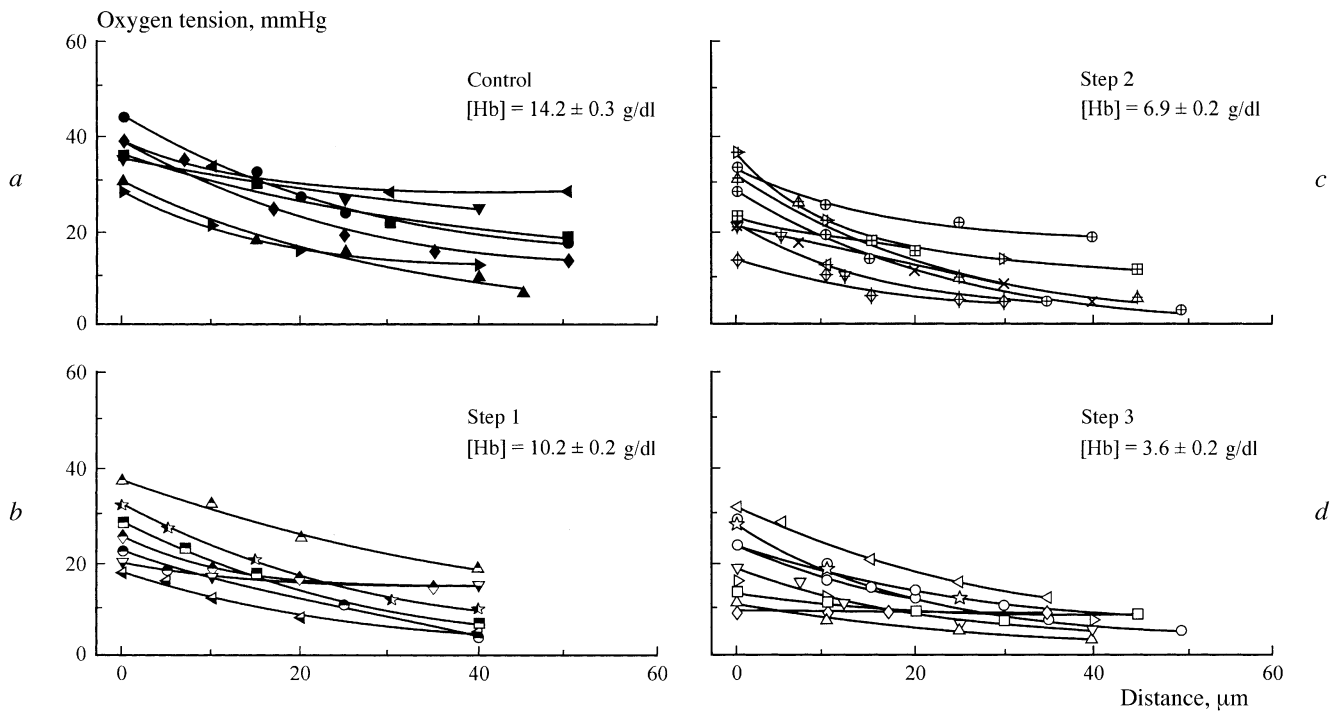 Oxygen tension, mmHg
60
40
20
0
Control
[Hb] = 14.2 ± 0.3 g/dl
a
Step 2
[Hb] = 6.9 ± 0.2 g/dl
c
60
40
20
0
Step 1
[Hb] = 10.2 ± 0.2 g/dl
b
0
20
40
60
Step 3
[Hb] = 3.6 ± 0.2 g/dl
d
0
20
40
60
Distance, μm